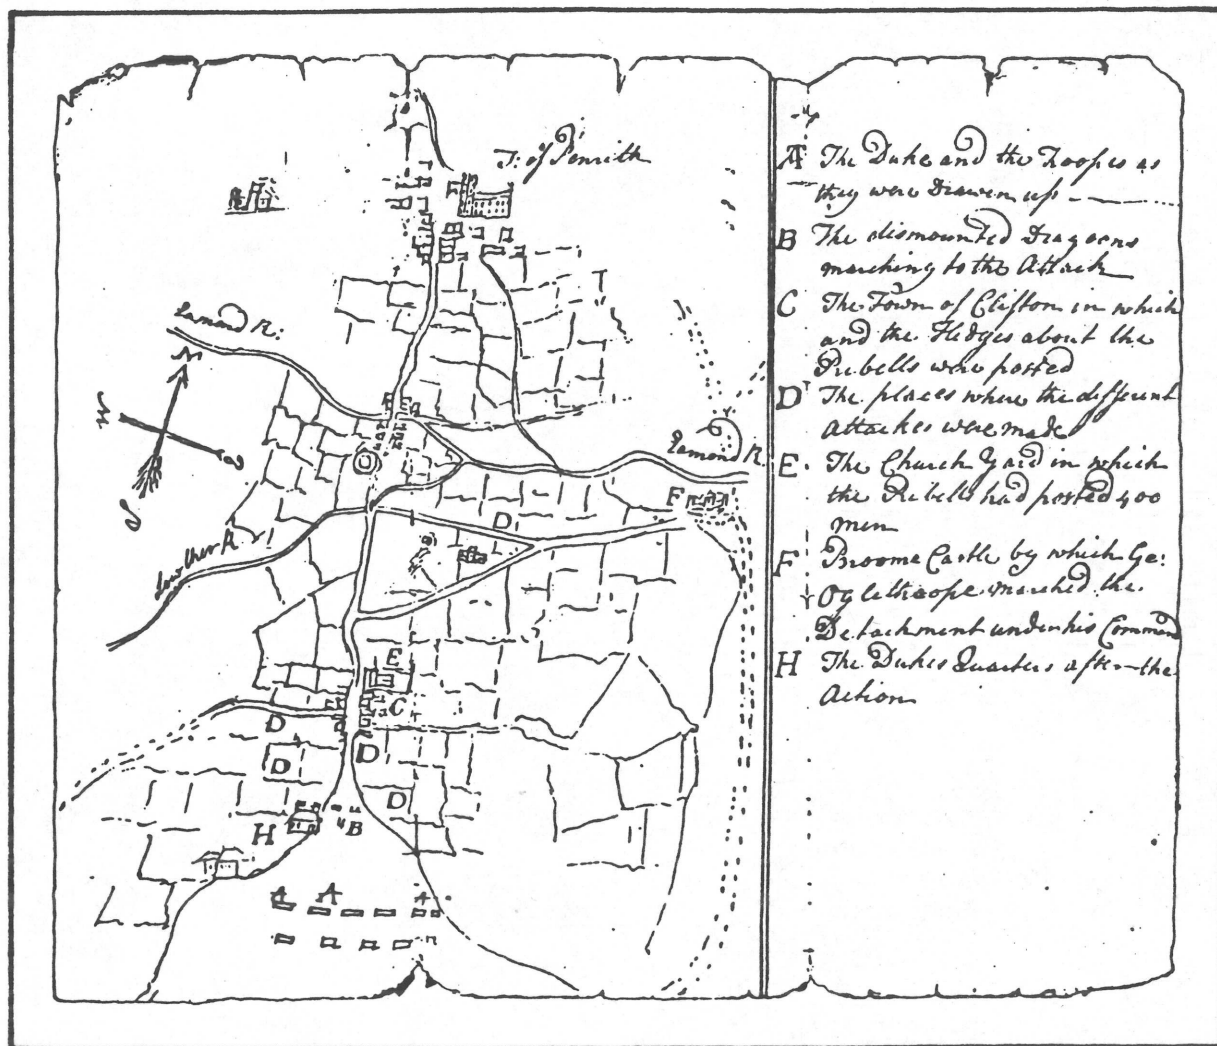 T: of Penrith
Eamond R:
N
W
S
Eamond R
Lowther R
F
D
E
C
D
D
D
D
H
B
A
A
A
A The Duke and the Troopes as
they were Drawen up
B The dismounted Dragoons
marching to the Attack
C The Town of Clifton in which
and the Hedges about the
Rebells were posted
D The places where the different
Attackes were made
E. The Church Yard in which
the Rebells had posted 400
men
F Broome Castle by which Ge:
Oglethorpe marched the
Detachment under his Command
H The Dukes Quarters after the
Action